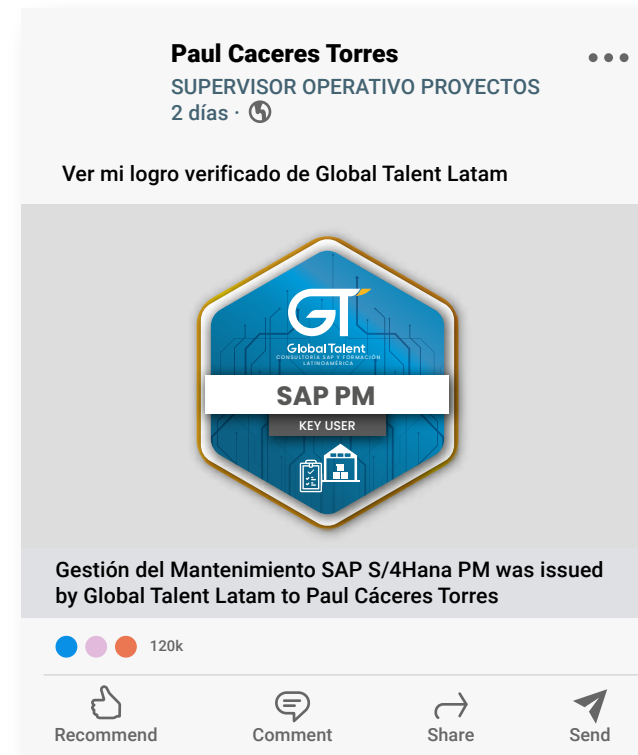 Paul Caceres Torres
SUPERVISOR OPERATIVO PROYECTOS
2 días ·
Ver mi logro verificado de Global Talent Latam
GT
Global Talent
CONSULTORÍA SAP Y FORMACIÓN
LATINOAMÉRICA
SAP PM
KEY USER
Gestión del Mantenimiento SAP S/4Hana PM was issued
by Global Talent Latam to Paul Cáceres Torres
120k
Recommend Comment Share Send